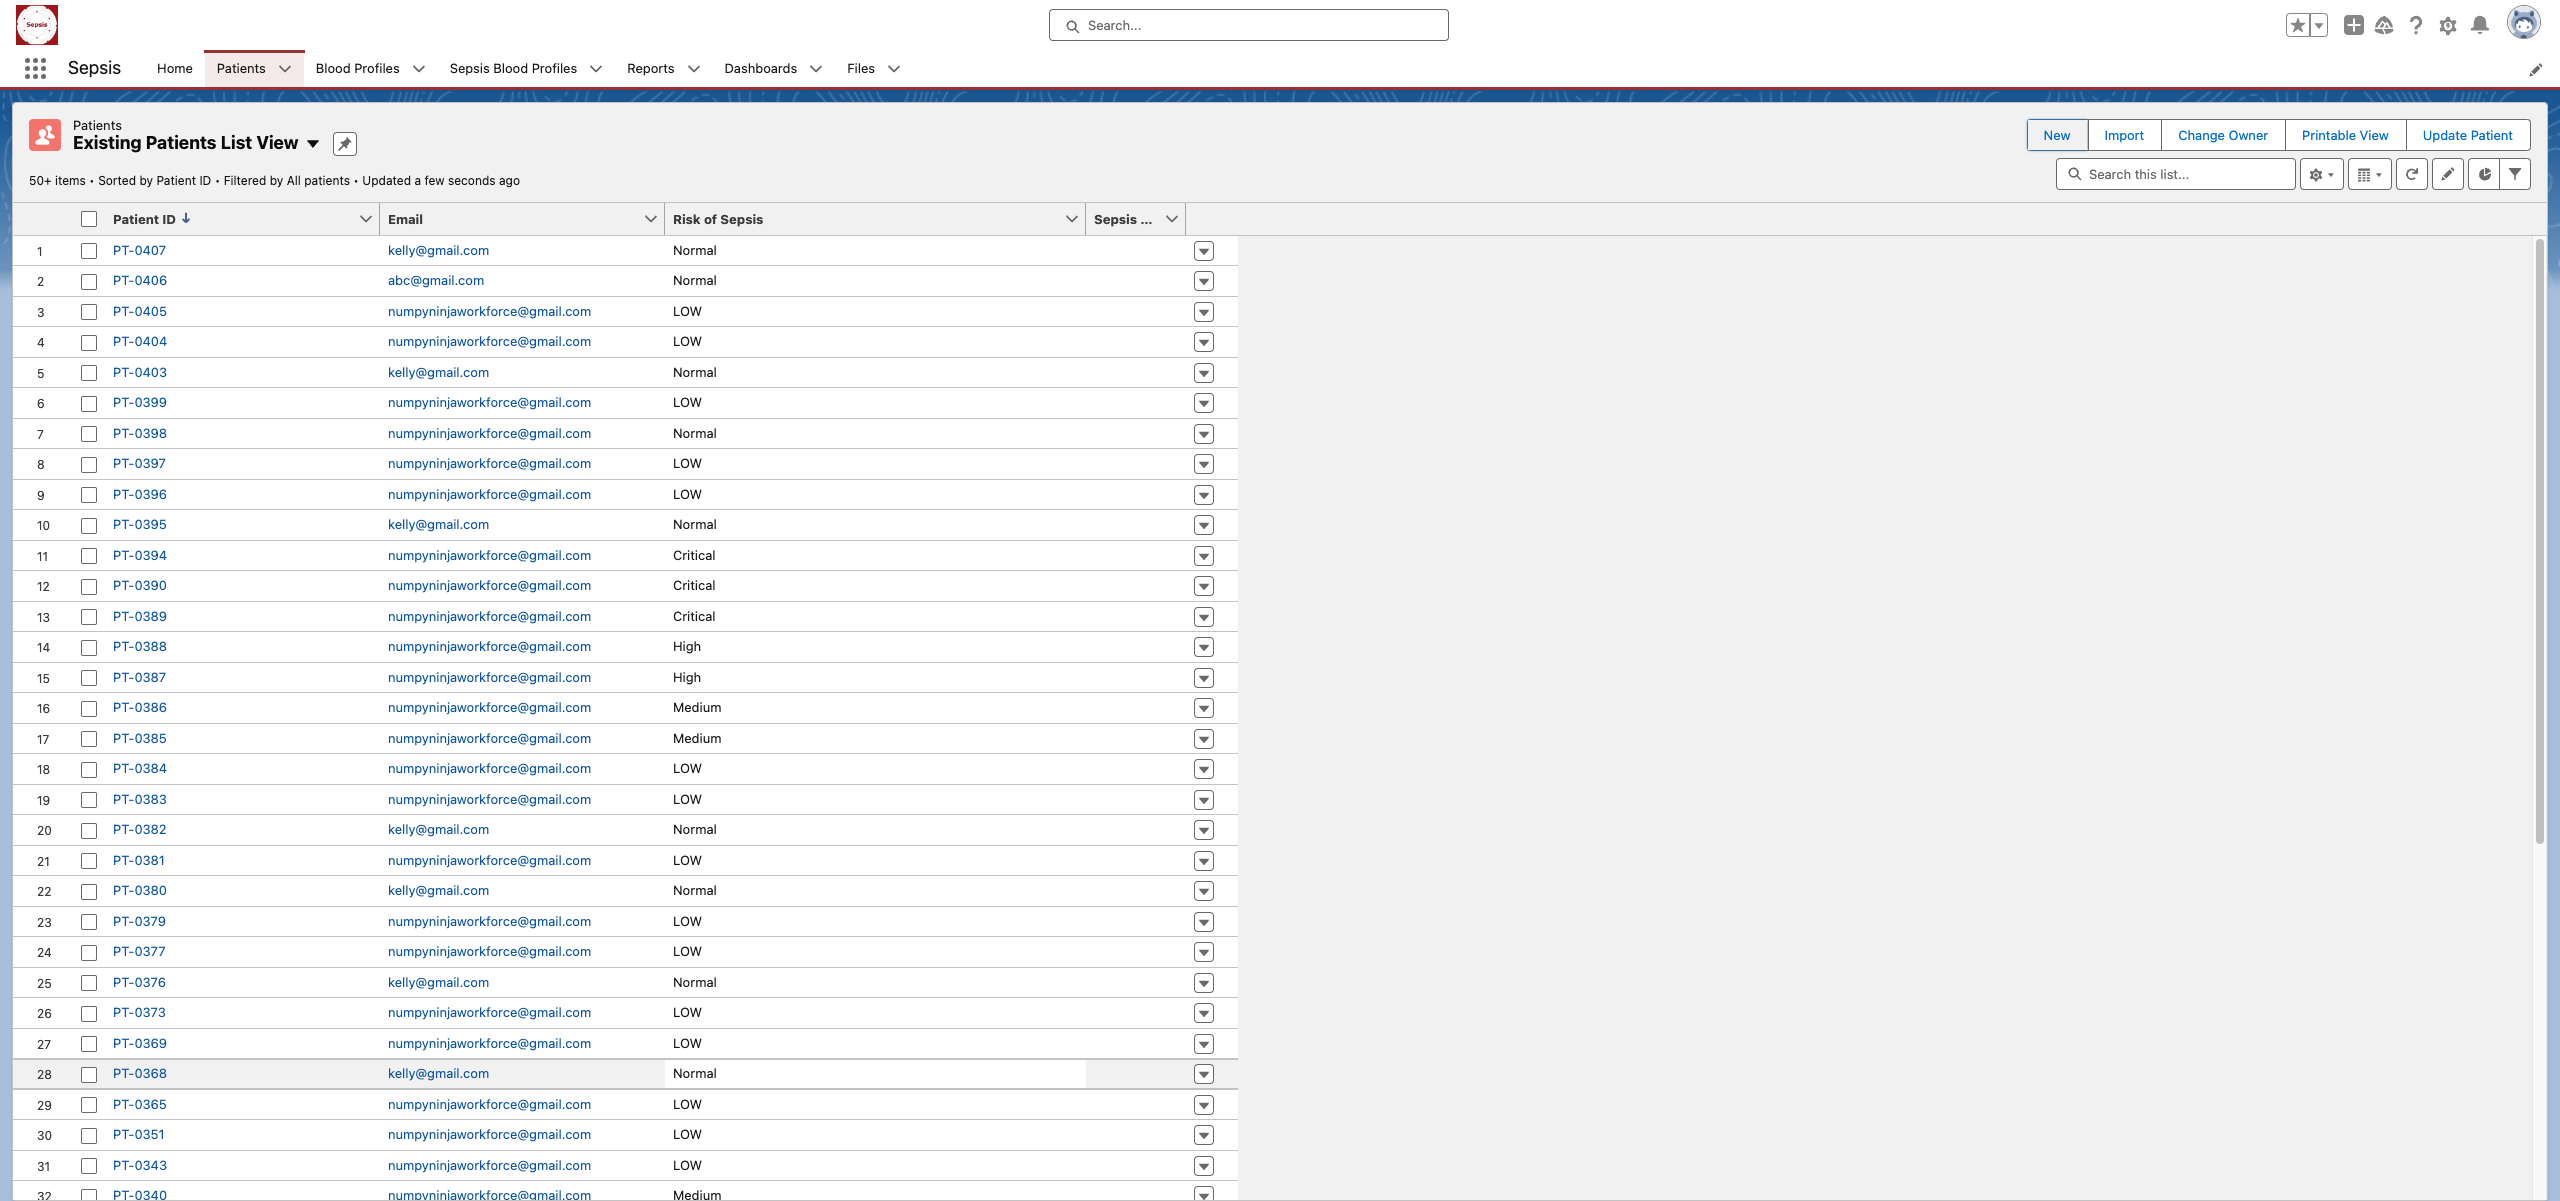 Sepsis
Search...
Sepsis Home Patients Blood Profiles Sepsis Blood Profiles Reports Dashboards Files
Patients
Existing Patients List View
New Import Change Owner Printable View Update Patient
50+ items • Sorted by Patient ID • Filtered by All patients • Updated a few seconds ago
Search this list...
Patient ID Email Risk of Sepsis Sepsis ...
1 PT-0407 kelly@gmail.com Normal
2 PT-0406 abc@gmail.com Normal
3 PT-0405 numpyninjaworkforce@gmail.com LOW
4 PT-0404 numpyninjaworkforce@gmail.com LOW
5 PT-0403 kelly@gmail.com Normal
6 PT-0399 numpyninjaworkforce@gmail.com LOW
7 PT-0398 numpyninjaworkforce@gmail.com Normal
8 PT-0397 numpyninjaworkforce@gmail.com LOW
9 PT-0396 numpyninjaworkforce@gmail.com LOW
10 PT-0395 kelly@gmail.com Normal
11 PT-0394 numpyninjaworkforce@gmail.com Critical
12 PT-0390 numpyninjaworkforce@gmail.com Critical
13 PT-0389 numpyninjaworkforce@gmail.com Critical
14 PT-0388 numpyninjaworkforce@gmail.com High
15 PT-0387 numpyninjaworkforce@gmail.com High
16 PT-0386 numpyninjaworkforce@gmail.com Medium
17 PT-0385 numpyninjaworkforce@gmail.com Medium
18 PT-0384 numpyninjaworkforce@gmail.com LOW
19 PT-0383 numpyninjaworkforce@gmail.com LOW
20 PT-0382 kelly@gmail.com Normal
21 PT-0381 numpyninjaworkforce@gmail.com LOW
22 PT-0380 kelly@gmail.com Normal
23 PT-0379 numpyninjaworkforce@gmail.com LOW
24 PT-0377 numpyninjaworkforce@gmail.com LOW
25 PT-0376 kelly@gmail.com Normal
26 PT-0373 numpyninjaworkforce@gmail.com LOW
27 PT-0369 numpyninjaworkforce@gmail.com LOW
28 PT-0368 kelly@gmail.com Normal
29 PT-0365 numpyninjaworkforce@gmail.com LOW
30 PT-0351 numpyninjaworkforce@gmail.com LOW
31 PT-0343 numpyninjaworkforce@gmail.com LOW
32 PT-0340 numpyninjaworkforce@gmail.com Medium